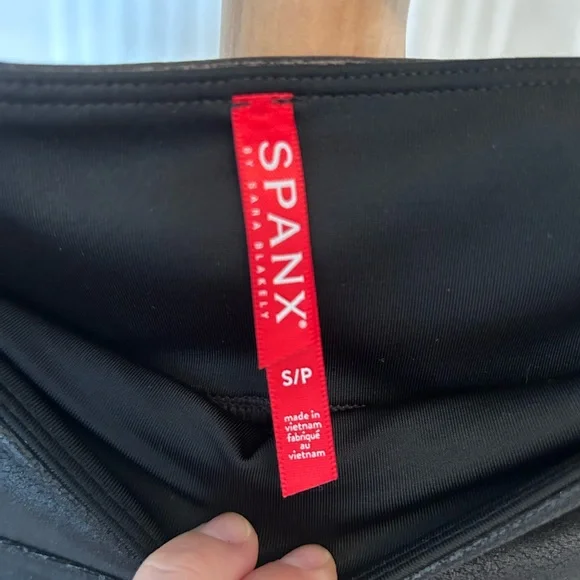 SPANX®
BY SARA BLAKELY
S/P
made in
vietnam
fabriqué
au
vietnam